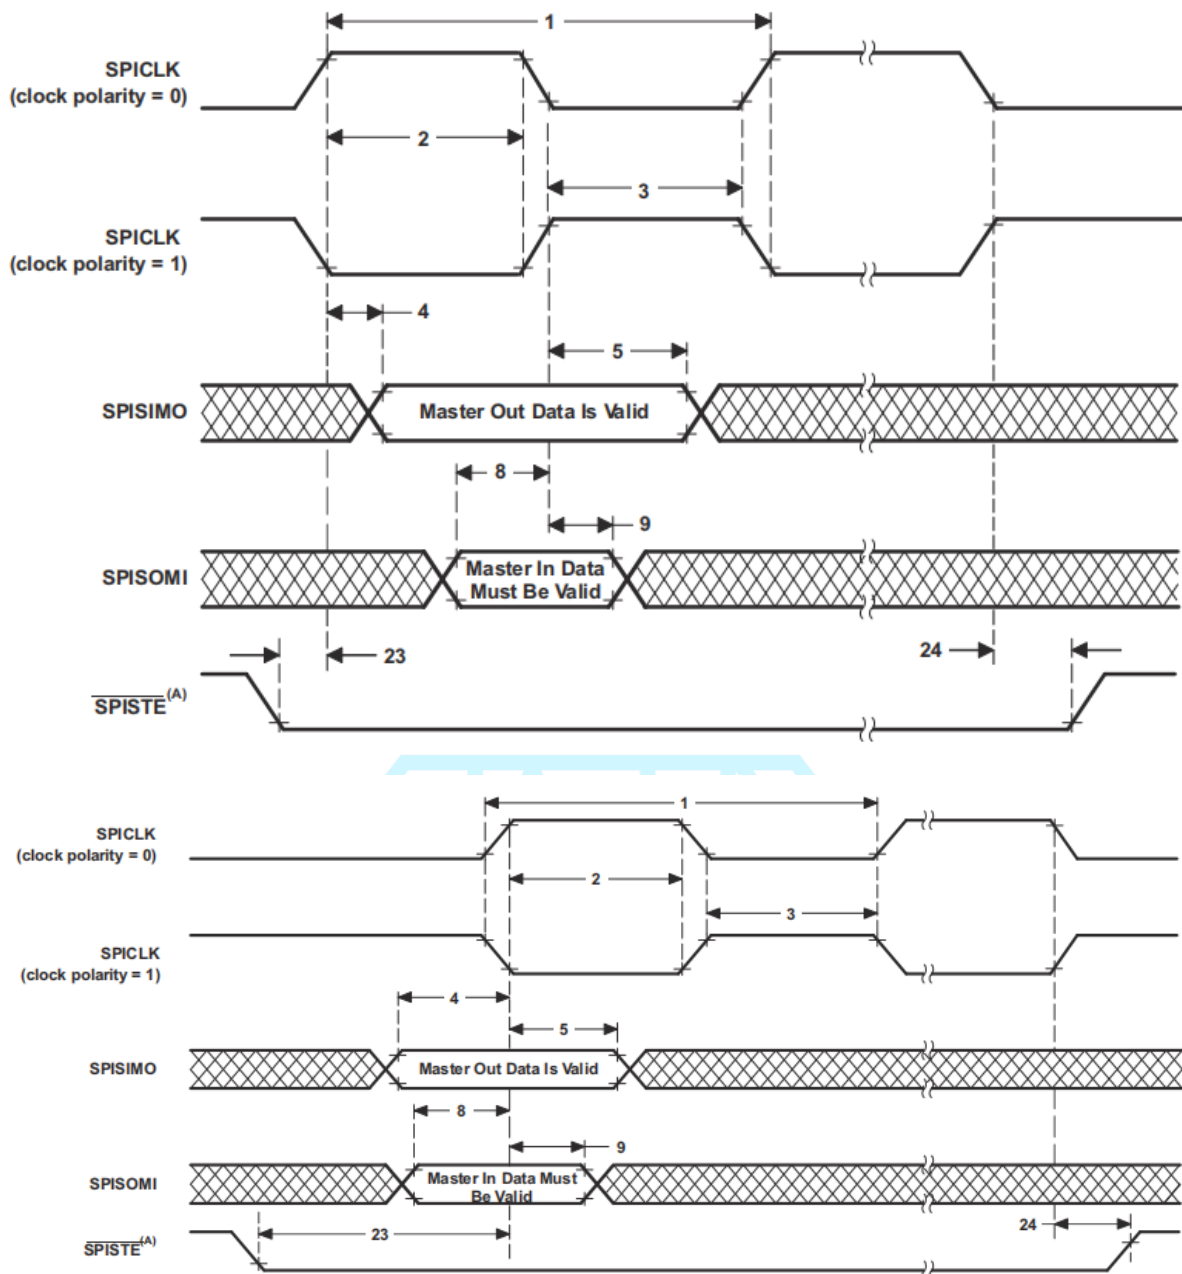 1
SPICLK
(clock polarity = 0)
2
3
SPICLK
(clock polarity = 1)
4
5
SPISIMO
Master Out Data Is Valid
8
9
SPISOMI
Master In Data
Must Be Valid
23
24
SPISTE(A)
1
SPICLK
(clock polarity = 0)
2
3
SPICLK
(clock polarity = 1)
4
5
SPISIMO
Master Out Data Is Valid
8
9
SPISOMI
Master In Data Must
Be Valid
23
24
SPISTE(A)